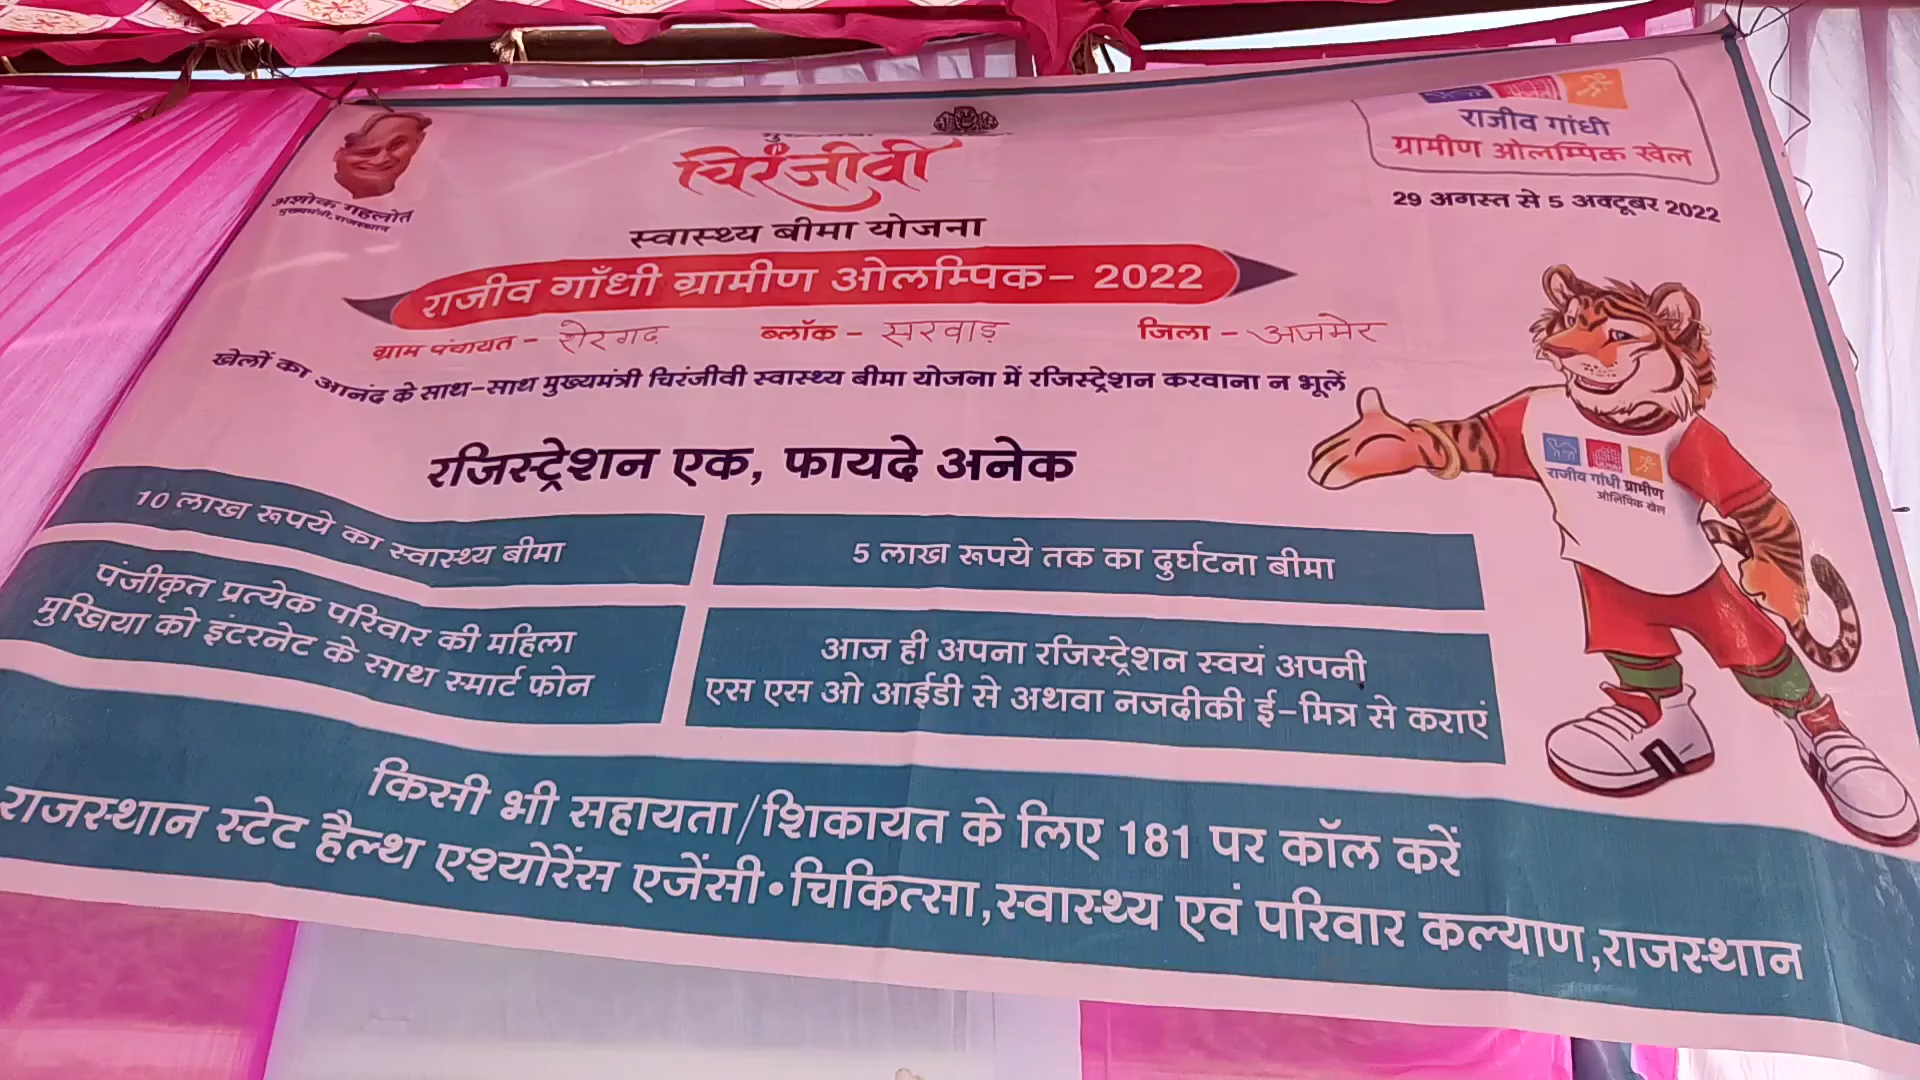 अशोक गहलोत
मुख्यमंत्री, राजस्थान
चिरंजीवी
स्वास्थ्य बीमा योजना
राजीव गांधी
ग्रामीण ओलम्पिक खेल
29 अगस्त से 5 अक्टूबर 2022
राजीव गाँधी ग्रामीण ओलम्पिक- 2022
ग्राम पंचायत - शेरगढ़ ब्लॉक - सरवाड़ जिला - अजमेर
खेलों का आनंद के साथ-साथ मुख्यमंत्री चिरंजीवी स्वास्थ्य बीमा योजना में रजिस्ट्रेशन करवाना न भूलें
रजिस्ट्रेशन एक, फायदे अनेक
10 लाख रूपये का स्वास्थ्य बीमा
5 लाख रूपये तक का दुर्घटना बीमा
पंजीकृत प्रत्येक परिवार की महिला
मुखिया को इंटरनेट के साथ स्मार्ट फोन
आज ही अपना रजिस्ट्रेशन स्वयं अपनी
एस एस ओ आईडी से अथवा नजदीकी ई-मित्र से कराएं
राजीव गांधी ग्रामीण
ओलंपिक खेल
किसी भी सहायता/शिकायत के लिए 181 पर कॉल करें
राजस्थान स्टेट हैल्थ एश्योरेंस एजेंसी•चिकित्सा,स्वास्थ्य एवं परिवार कल्याण,राजस्थान